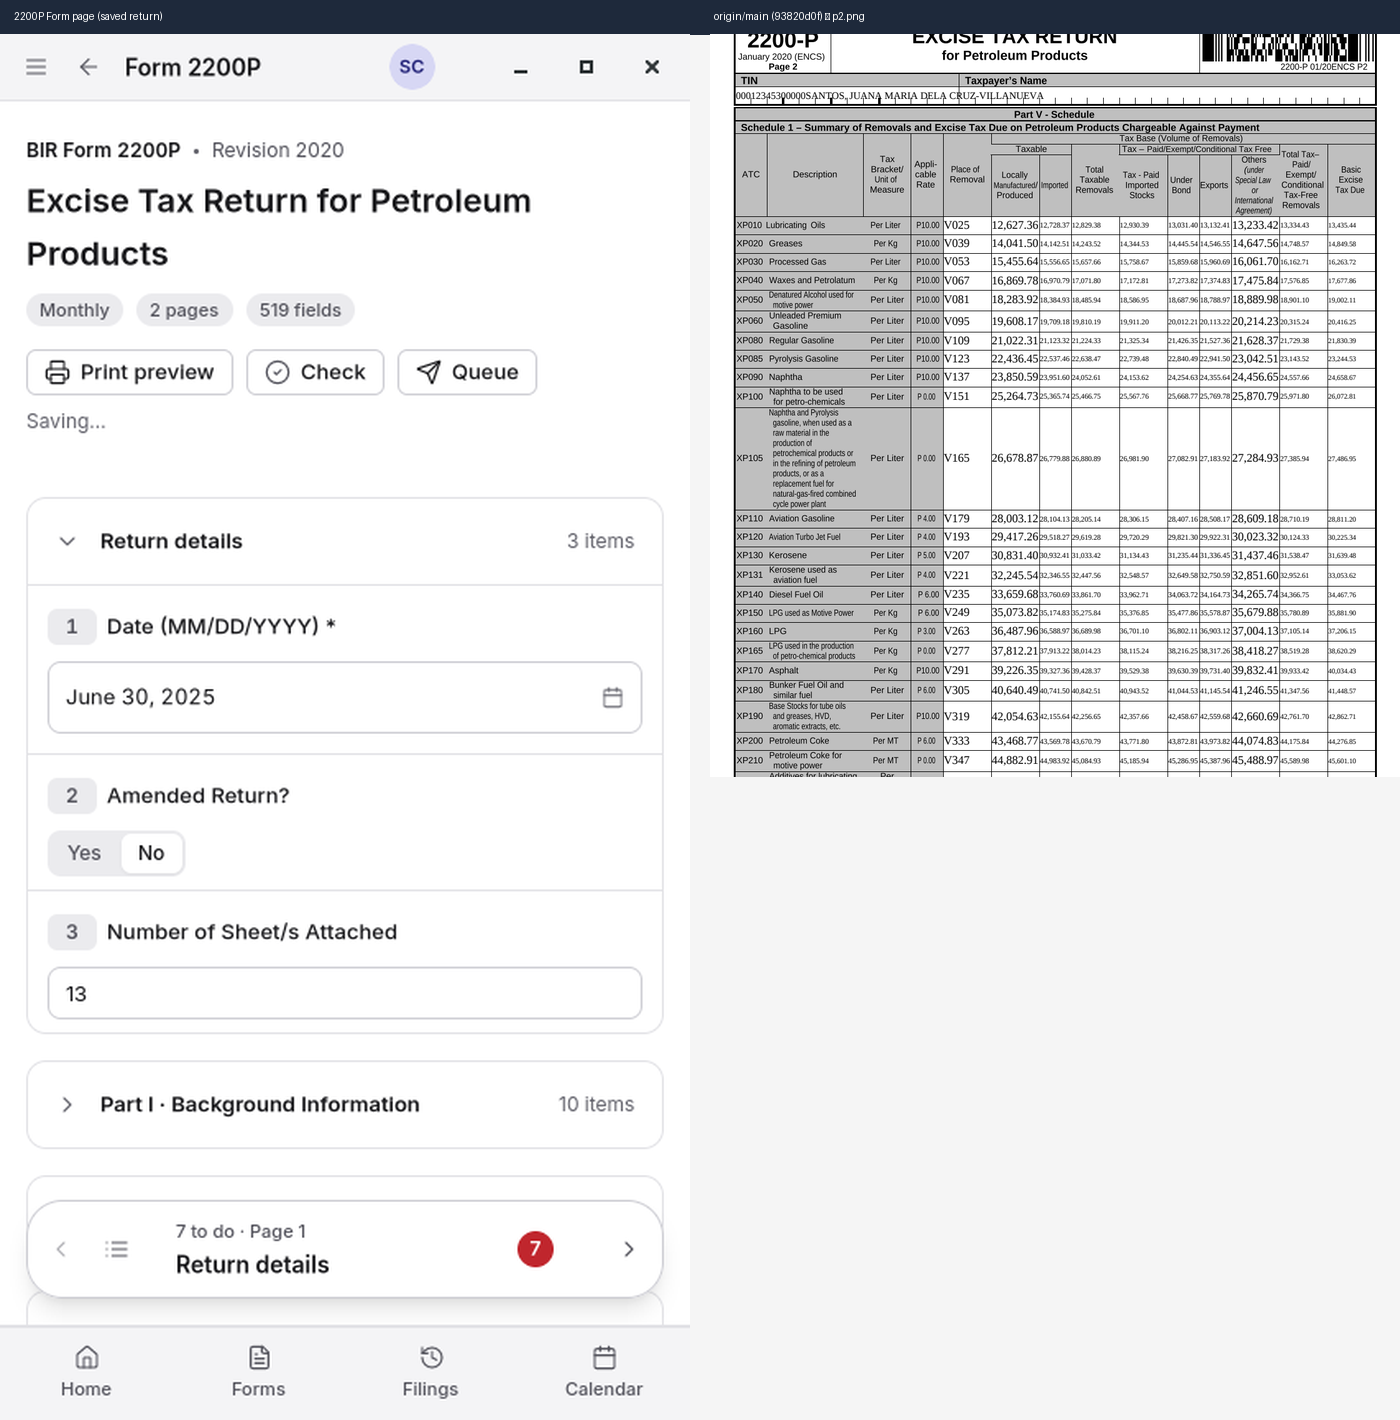 2200P Form page (saved return)
Form 2200P
SC
BIR Form 2200P • Revision 2020
Excise Tax Return for Petroleum
Products
Monthly
2 pages
519 fields
Print preview
Check
Queue
Saving...
Return details
3 items
1 Date (MM/DD/YYYY) *
June 30, 2025
2 Amended Return?
Yes No
3 Number of Sheet/s Attached
13
Part I · Background Information
10 items
7 to do · Page 1
Return details
7
Home
Forms
Filings
Calendar
origin/main (93820d0f) p2.png
2200-P
January 2020 (ENCS)
Page 2
EXCISE TAX RETURN
for Petroleum Products
2200-P 01/20ENCS P2
TIN
Taxpayer's Name
00012345300000SANTOS, JUANA MARIA DELA CRUZ-VILLANUEVA
Part V - Schedule
Schedule 1 – Summary of Removals and Excise Tax Due on Petroleum Products Chargeable Against Payment
ATC
Description
Tax Bracket/ Unit of Measure
Appli-cable Rate
Place of Removal
Tax Base (Volume of Removals)
Taxable
Locally Manufactured/ Produced
Imported
Total Taxable Removals
Tax – Paid/Exempt/Conditional Tax Free
Tax - Paid Imported Stocks
Under Bond
Exports
Others (under Special Law or International Agreement)
Total Tax–Paid/ Exempt/ Conditional Tax-Free Removals
Basic Excise Tax Due
XP010 Lubricating Oils Per Liter P10.00 V025 12,627.36 12,728.37 12,829.38 12,930.39 13,031.40 13,132.41 13,233.42 13,334.43 13,435.44
XP020 Greases Per Kg P10.00 V039 14,041.50 14,142.51 14,243.52 14,344.53 14,445.54 14,546.55 14,647.56 14,748.57 14,849.58
XP030 Processed Gas Per Liter P10.00 V053 15,455.64 15,556.65 15,657.66 15,758.67 15,859.68 15,960.69 16,061.70 16,162.71 16,263.72
XP040 Waxes and Petrolatum Per Kg P10.00 V067 16,869.78 16,970.79 17,071.80 17,172.81 17,273.82 17,374.83 17,475.84 17,576.85 17,677.86
XP050 Denatured Alcohol used for motive power Per Liter P10.00 V081 18,283.92 18,384.93 18,485.94 18,586.95 18,687.96 18,788.97 18,889.98 18,901.10 19,002.11
XP060 Unleaded Premium Gasoline Per Liter P10.00 V095 19,608.17 19,709.18 19,810.19 19,911.20 20,012.21 20,113.22 20,214.23 20,315.24 20,416.25
XP080 Regular Gasoline Per Liter P10.00 V109 21,022.31 21,123.32 21,224.33 21,325.34 21,426.35 21,527.36 21,628.37 21,729.38 21,830.39
XP085 Pyrolysis Gasoline Per Liter P10.00 V123 22,436.45 22,537.46 22,638.47 22,739.48 22,840.49 22,941.50 23,042.51 23,143.52 23,244.53
XP090 Naphtha Per Liter P10.00 V137 23,850.59 23,951.60 24,052.61 24,153.62 24,254.63 24,355.64 24,456.65 24,557.66 24,658.67
XP100 Naphtha to be used for petro-chemicals Per Liter P 0.00 V151 25,264.73 25,365.74 25,466.75 25,567.76 25,668.77 25,769.78 25,870.79 25,971.80 26,072.81
XP105 Naphtha and Pyrolysis gasoline, when used as a raw material in the production of petrochemical products or in the refining of petroleum products, or as a replacement fuel for natural-gas-fired combined cycle power plant Per Liter P 0.00 V165 26,678.87 26,779.88 26,880.89 26,981.90 27,082.91 27,183.92 27,284.93 27,385.94 27,486.95
XP110 Aviation Gasoline Per Liter P 4.00 V179 28,003.12 28,104.13 28,205.14 28,306.15 28,407.16 28,508.17 28,609.18 28,710.19 28,811.20
XP120 Aviation Turbo Jet Fuel Per Liter P 4.00 V193 29,417.26 29,518.27 29,619.28 29,720.29 29,821.30 29,922.31 30,023.32 30,124.33 30,225.34
XP130 Kerosene Per Liter P 5.00 V207 30,831.40 30,932.41 31,033.42 31,134.43 31,235.44 31,336.45 31,437.46 31,538.47 31,639.48
XP131 Kerosene used as aviation fuel Per Liter P 4.00 V221 32,245.54 32,346.55 32,447.56 32,548.57 32,649.58 32,750.59 32,851.60 32,952.61 33,053.62
XP140 Diesel Fuel Oil Per Liter P 6.00 V235 33,659.68 33,760.69 33,861.70 33,962.71 34,063.72 34,164.73 34,265.74 34,366.75 34,467.76
XP150 LPG used as Motive Power Per Kg P 6.00 V249 35,073.82 35,174.83 35,275.84 35,376.85 35,477.86 35,578.87 35,679.88 35,780.89 35,881.90
XP160 LPG Per Kg P 3.00 V263 36,487.96 36,588.97 36,689.98 36,701.10 36,802.11 36,903.12 37,004.13 37,105.14 37,206.15
XP165 LPG used in the production of petro-chemical products Per Kg P 0.00 V277 37,812.21 37,913.22 38,014.23 38,115.24 38,216.25 38,317.26 38,418.27 38,519.28 38,620.29
XP170 Asphalt Per Kg P10.00 V291 39,226.35 39,327.36 39,428.37 39,529.38 39,630.39 39,731.40 39,832.41 39,933.42 40,034.43
XP180 Bunker Fuel Oil and similar fuel Per Liter P 6.00 V305 40,640.49 40,741.50 40,842.51 40,943.52 41,044.53 41,145.54 41,246.55 41,347.56 41,448.57
XP190 Base Stocks for tube oils and greases, HVD, aromatic extracts, etc. Per Liter P10.00 V319 42,054.63 42,155.64 42,256.65 42,357.66 42,458.67 42,559.68 42,660.69 42,761.70 42,862.71
XP200 Petroleum Coke Per MT P 6.00 V333 43,468.77 43,569.78 43,670.79 43,771.80 43,872.81 43,973.82 44,074.83 44,175.84 44,276.85
XP210 Petroleum Coke for motive power Per MT P 0.00 V347 44,882.91 44,983.92 45,084.93 45,185.94 45,286.95 45,387.96 45,488.97 45,589.98 45,601.10
Additives for lubricating Per